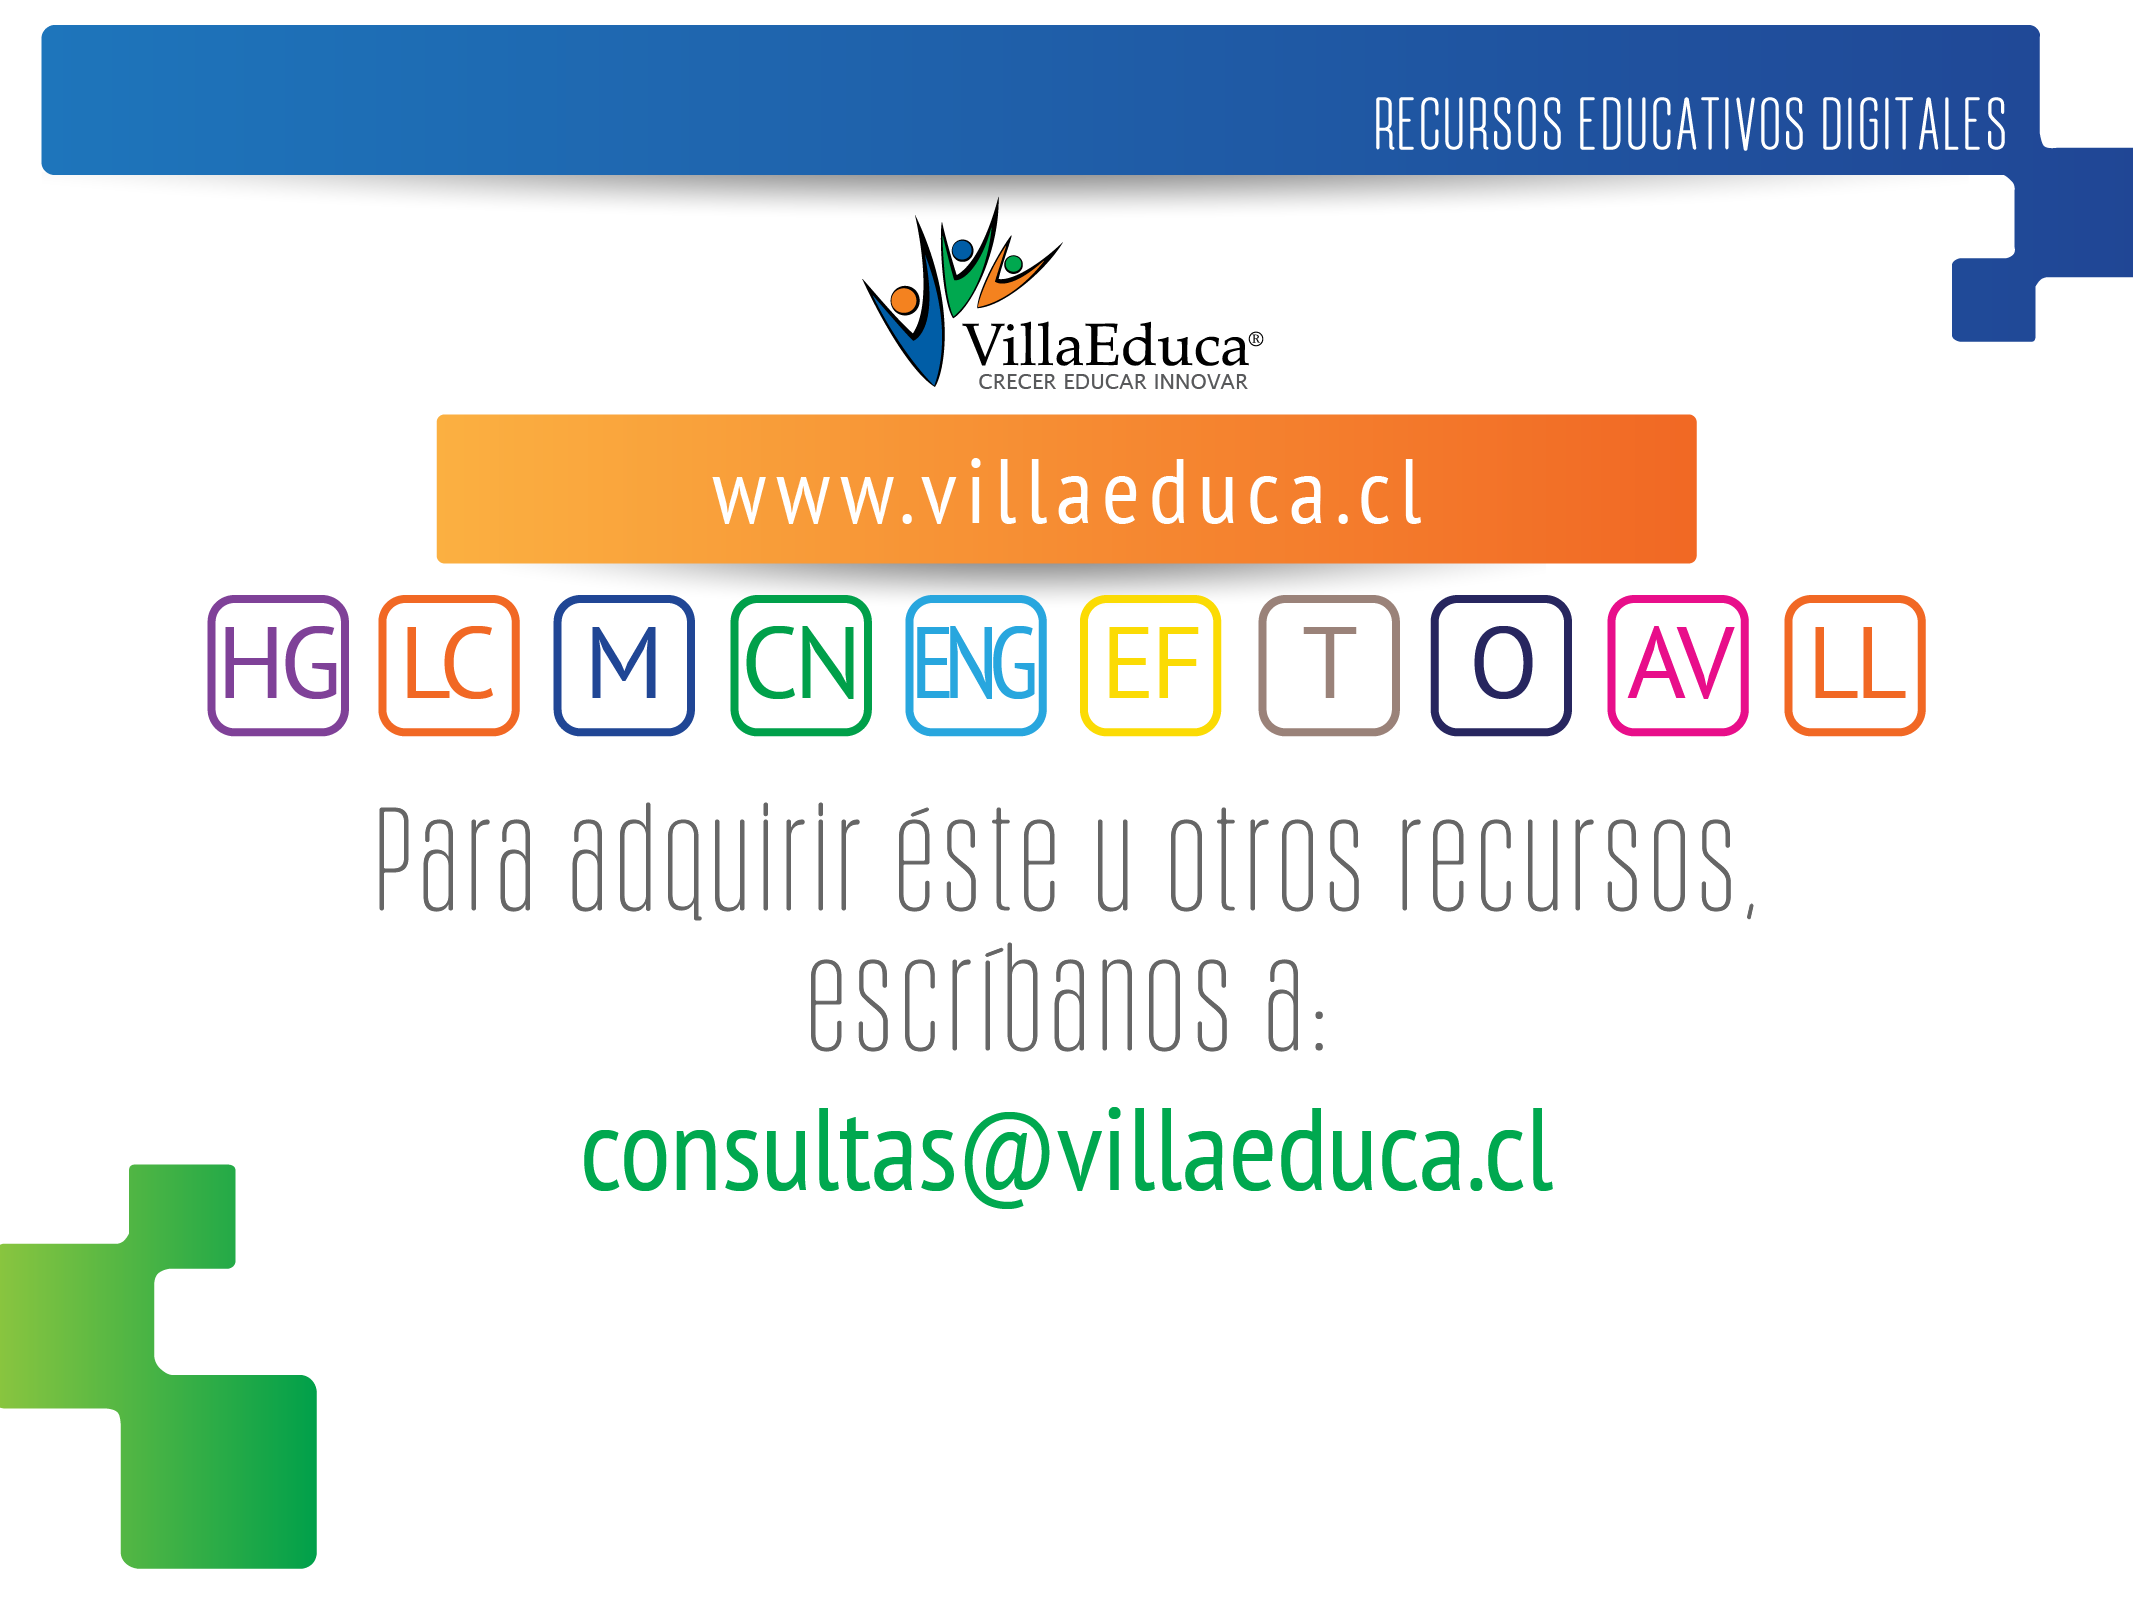 RECURSOS EDUCATIVOS DIGITALES
VillaEduca®
CRECER EDUCAR INNOVAR
www.villaeduca.cl
HG LC M CN ENG EF T O AV LL
Para adquirir éste u otros recursos,
escríbanos a:
consultas@villaeduca.cl